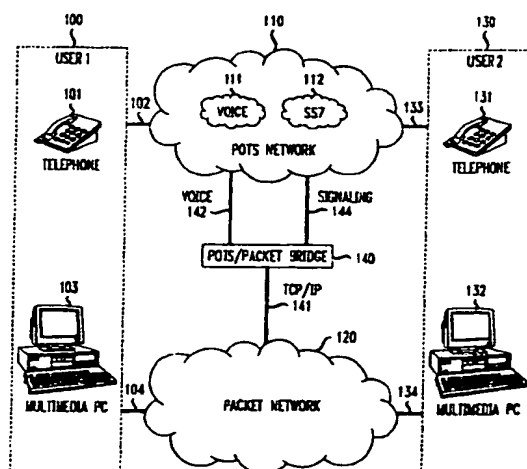 100
110
130
USER 1
USER 2
111
112
101
131
102
VOICE
SS7
133
TELEPHONE
POTS NETWORK
TELEPHONE
VOICE
142
SIGNALING
144
POTS/PACKET BRIDGE
140
103
TCP/IP
141
132
120
MULTIMEDIA PC
104
PACKET NETWORK
134
MULTIMEDIA PC